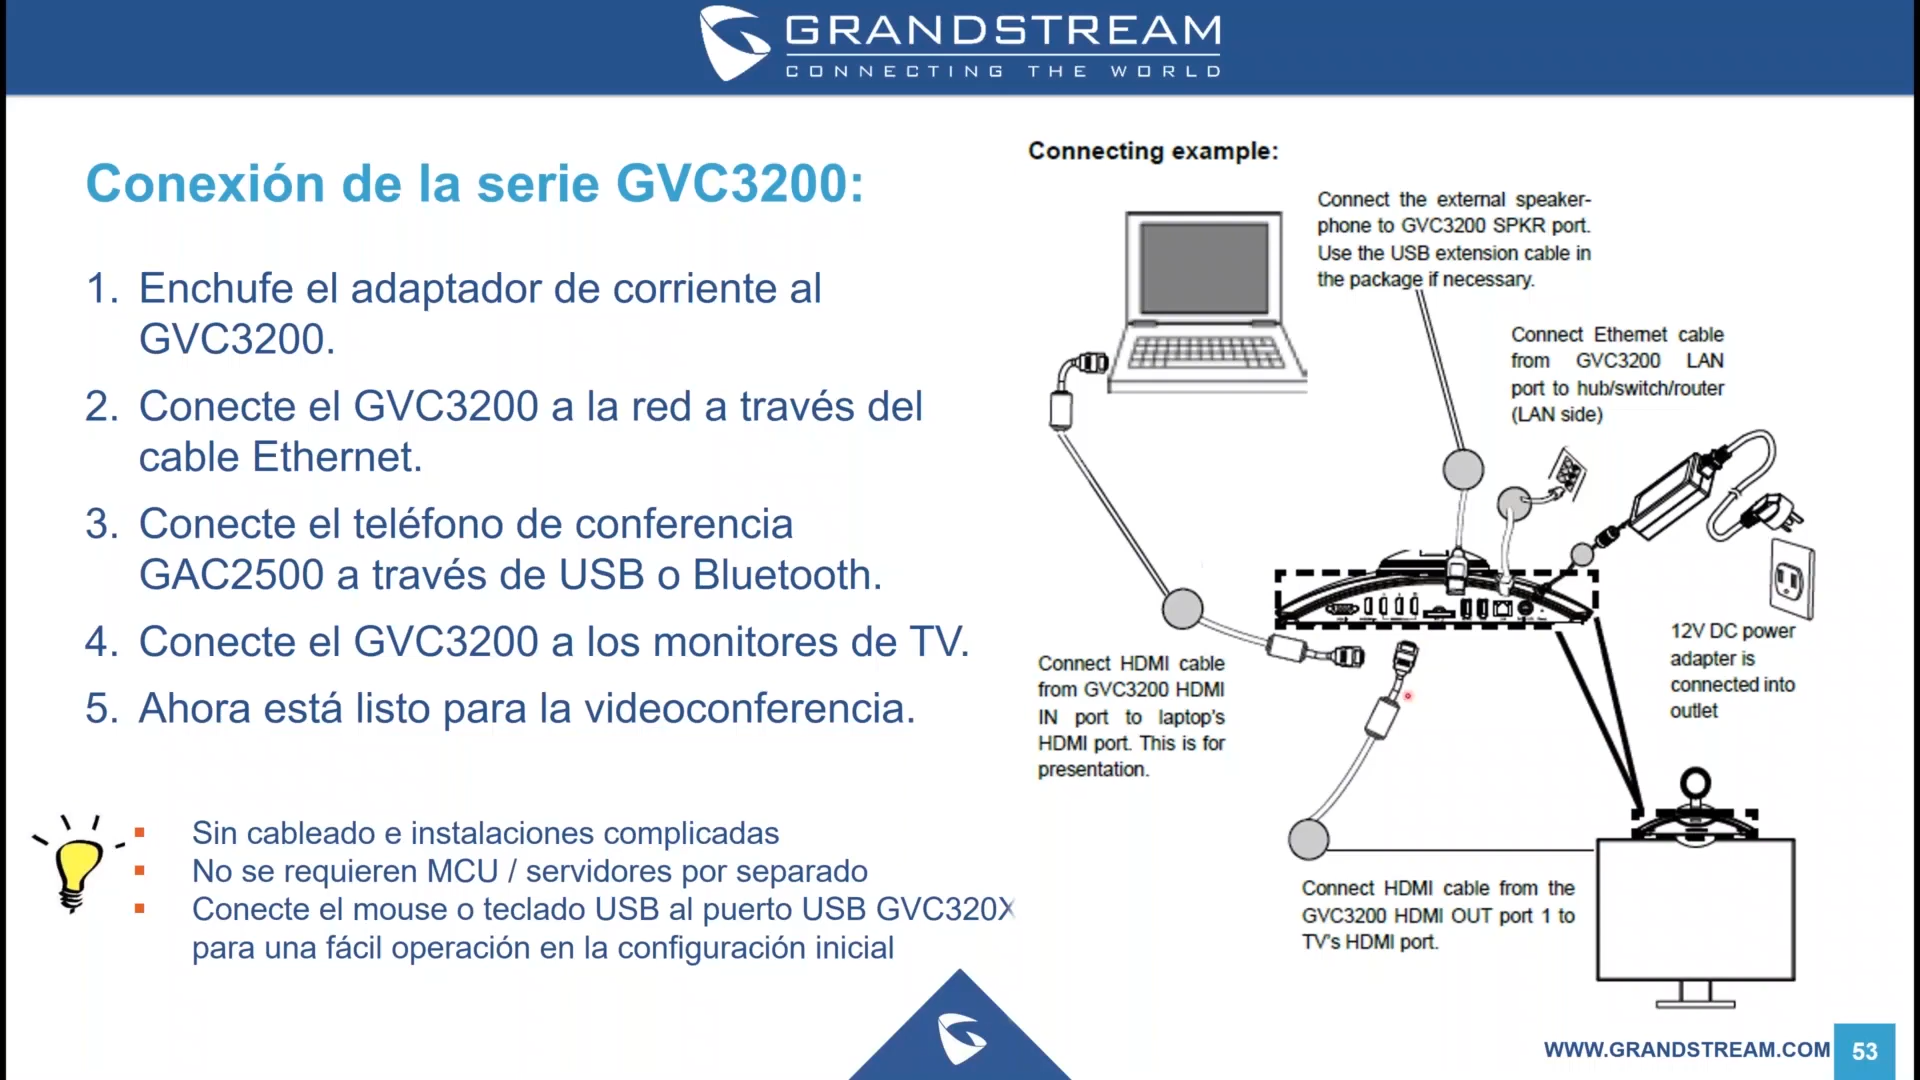 GRANDSTREAM
CONNECTING THE WORLD
Conexión de la serie GVC3200:
1. Enchufe el adaptador de corriente al
GVC3200.
2. Conecte el GVC3200 a la red a través del
cable Ethernet.
3. Conecte el teléfono de conferencia
GAC2500 a través de USB o Bluetooth.
4. Conecte el GVC3200 a los monitores de TV.
5. Ahora está listo para la videoconferencia.
Sin cableado e instalaciones complicadas
No se requieren MCU / servidores por separado
Conecte el mouse o teclado USB al puerto USB GVC320X
para una fácil operación en la configuración inicial
Connecting example:
Connect the external speaker-
phone to GVC3200 SPKR port.
Use the USB extension cable in
the package if necessary.
Connect Ethernet cable
from GVC3200 LAN
port to hub/switch/router
(LAN side)
12V DC power
adapter is
connected into
outlet
Connect HDMI cable
from GVC3200 HDMI
IN port to laptop's
HDMI port. This is for
presentation.
Connect HDMI cable from the
GVC3200 HDMI OUT port 1 to
TV's HDMI port.
WWW.GRANDSTREAM.COM
53